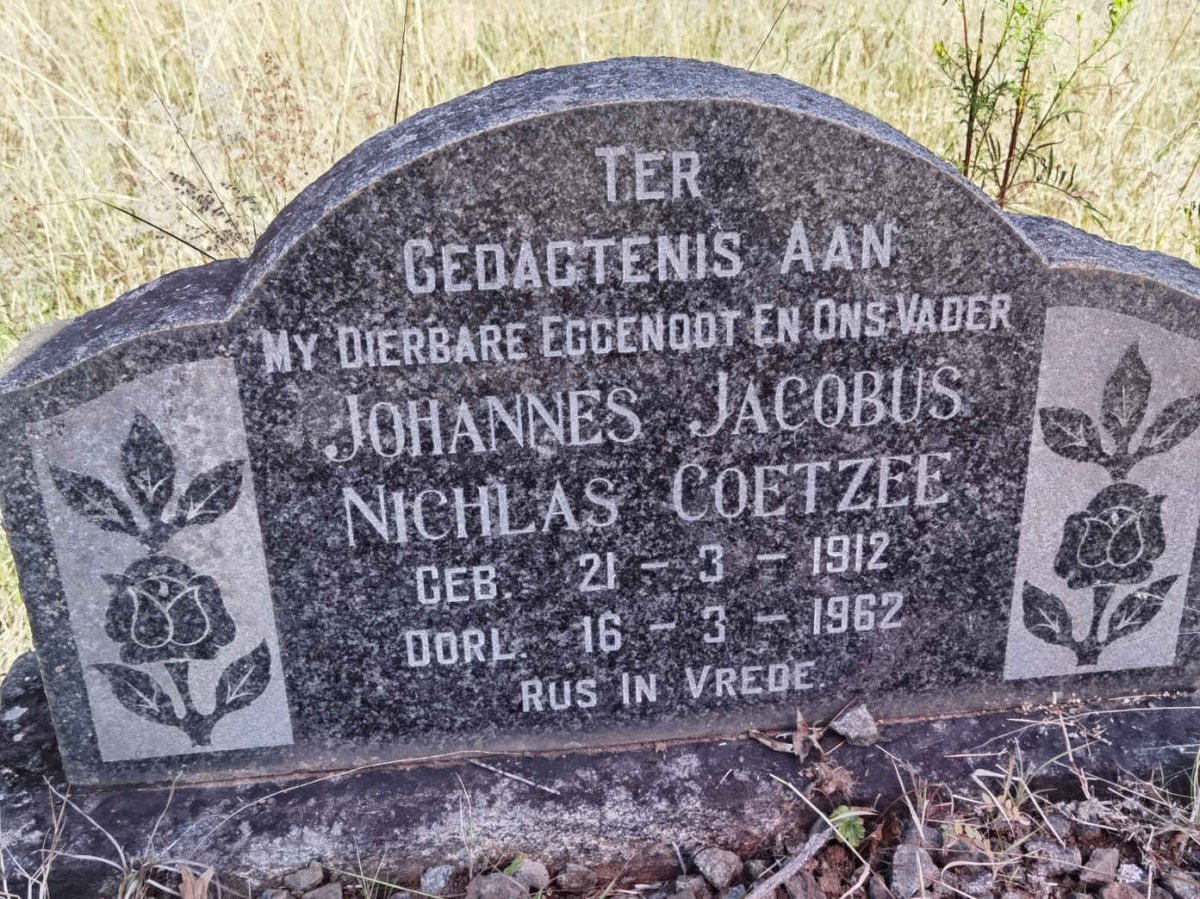 TER
GEDAGTENIS AAN
MY DIERBARE EGGENOOT EN ONS VADER
JOHANNES JACOBUS
NICHLAS COETZEE
GEB. 21 - 3 - 1912
OORL. 16 - 3 - 1962
RUS IN VREDE.